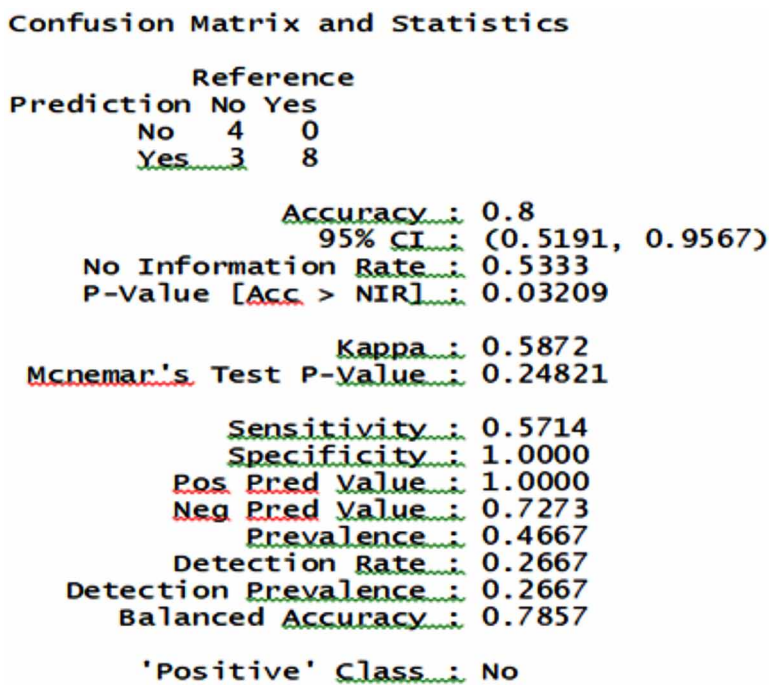 Confusion Matrix and Statistics
Reference
Prediction No Yes
No 4 0
Yes 3 8
Accuracy : 0.8
95% CI : (0.5191, 0.9567)
No Information Rate : 0.5333
P-Value [Acc > NIR] : 0.03209
Kappa : 0.5872
Mcnemar's Test P-Value : 0.24821
Sensitivity : 0.5714
Specificity : 1.0000
Pos Pred Value : 1.0000
Neg Pred Value : 0.7273
Prevalence : 0.4667
Detection Rate : 0.2667
Detection Prevalence : 0.2667
Balanced Accuracy : 0.7857
'Positive' Class : No